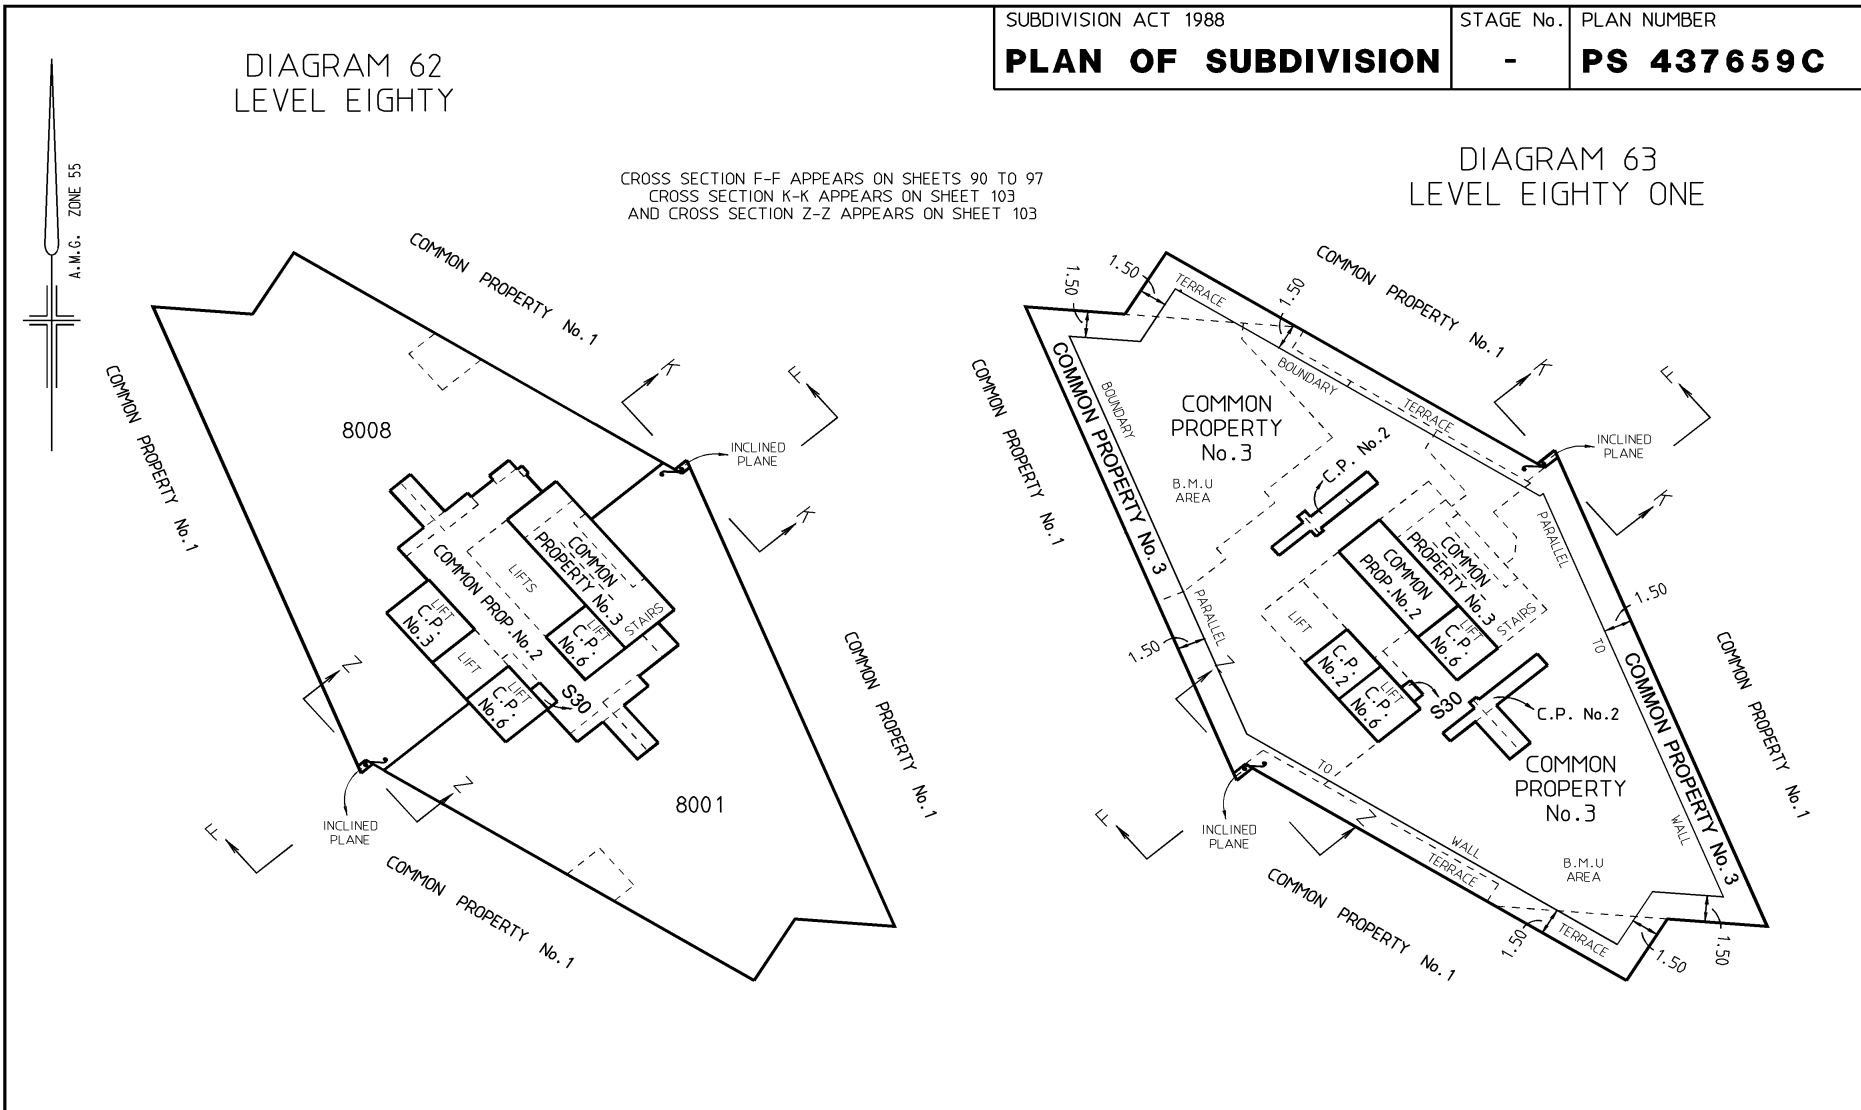 SUBDIVISION ACT 1988
PLAN OF SUBDIVISION
STAGE No.
-
PLAN NUMBER
PS 437659C
DIAGRAM 62
LEVEL EIGHTY
A.M.G. ZONE 55
CROSS SECTION F-F APPEARS ON SHEETS 90 TO 97
CROSS SECTION K-K APPEARS ON SHEET 103
AND CROSS SECTION Z-Z APPEARS ON SHEET 103
DIAGRAM 63
LEVEL EIGHTY ONE
COMMON PROPERTY No.1
COMMON PROPERTY No.1
8008
K
F
INCLINED
PLANE
K
COMMON PROP.No.2
LIFTS
COMMON
PROPERTY No.3
STAIRS
LIFT
C.P.
No.6
LIFT
C.P.
No.3
LIFT
LIFT
C.P.
No.6
S30
Z
Z
F
INCLINED
PLANE
8001
COMMON PROPERTY No.1
COMMON PROPERTY No.1
1.50
1.50
TERRACE
1.50
COMMON PROPERTY No.1
COMMON PROPERTY No.1
COMMON PROPERTY No.3
BOUNDARY
BOUNDARY
TERRACE
COMMON
PROPERTY
No.3
B.M.U
AREA
C.P. No.2
K
F
INCLINED
PLANE
K
PARALLEL
PARALLEL
1.50
1.50
COMMON
PROP.No.2
COMMON
PROPERTY No.3
STAIRS
LIFT
C.P.
No.6
LIFT
C.P.
No.2
LIFT
C.P.
No.6
S30
C.P. No.2
TO
COMMON PROPERTY No.3
COMMON PROPERTY No.1
COMMON
PROPERTY
No.3
B.M.U
AREA
WALL
Z
Z
F
INCLINED
PLANE
TO
WALL
TERRACE
COMMON PROPERTY No.1
1.50
TERRACE
1.50
1.50